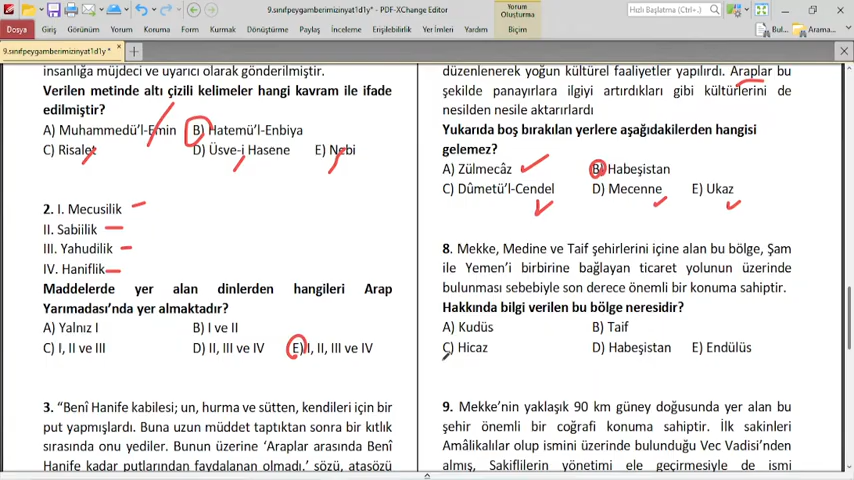 9.sınıfpeygamberimizinyat1d1y* - PDF-XChange Editor
Yorum Oluşturma
Hızlı Başlatma (Ctrl+.)
Dosya
Giriş
Görünüm
Düzenle
Yorum
Koruma
Form
Kurmak
Dönüştürme
Paylaş
İnceleme
Erişilebilirlik
Yer İmleri
Yardım
Biçim
Bul...
Arama...
9.sınıfpeygamberimizinyat1d1y *
insanlığa müjdeci ve uyarıcı olarak gönderilmiştir.
Verilen metinde altı çizili kelimeler hangi kavram ile ifade
edilmiştir?
A) Muhammedü’l-Emin B) Hatemü’l-Enbiya
C) Risalet D) Üsve-i Hasene E) Nebi
2. I. Mecusilik
II. Sabiilik
III. Yahudilik
IV. Haniflik
Maddelerde yer alan dinlerden hangileri Arap
Yarımadası’nda yer almaktadır?
A) Yalnız I B) I ve II
C) I, II ve III D) II, III ve IV E) I, II, III ve IV
3. “Benî Hanife kabilesi; un, hurma ve sütten, kendileri için bir
put yapmışlardı. Buna uzun müddet taptıktan sonra bir kıtlık
sırasında onu yediler. Bunun üzerine ‘Araplar arasında Benî
Hanife kadar putlarından faydalanan olmadı.’ sözü, atasözü
düzenlenerek yoğun kültürel faaliyetler yapılırdı. Araplar bu
şekilde panayırlara ilgiyi artırdıkları gibi kültürlerini de
nesilden nesile aktarırlardı
Yukarıda boş bırakılan yerlere aşağıdakilerden hangisi
gelemez?
A) Zülmecâz B) Habeşistan
C) Dûmetü’l-Cendel D) Mecenne E) Ukaz
8. Mekke, Medine ve Taif şehirlerini içine alan bu bölge, Şam
ile Yemen’i birbirine bağlayan ticaret yolunun üzerinde
bulunması sebebiyle son derece önemli bir konuma sahiptir.
Hakkında bilgi verilen bu bölge neresidir?
A) Kudüs B) Taif
C) Hicaz D) Habeşistan E) Endülüs
9. Mekke’nin yaklaşık 90 km güney doğusunda yer alan bu
şehir önemli bir coğrafi konuma sahiptir. İlk sakinleri
Amâlikalılar olup ismini üzerinde bulunduğu Vec Vadisi’nden
almış, Sakiflilerin yönetimi ele geçirmesiyle de ismi